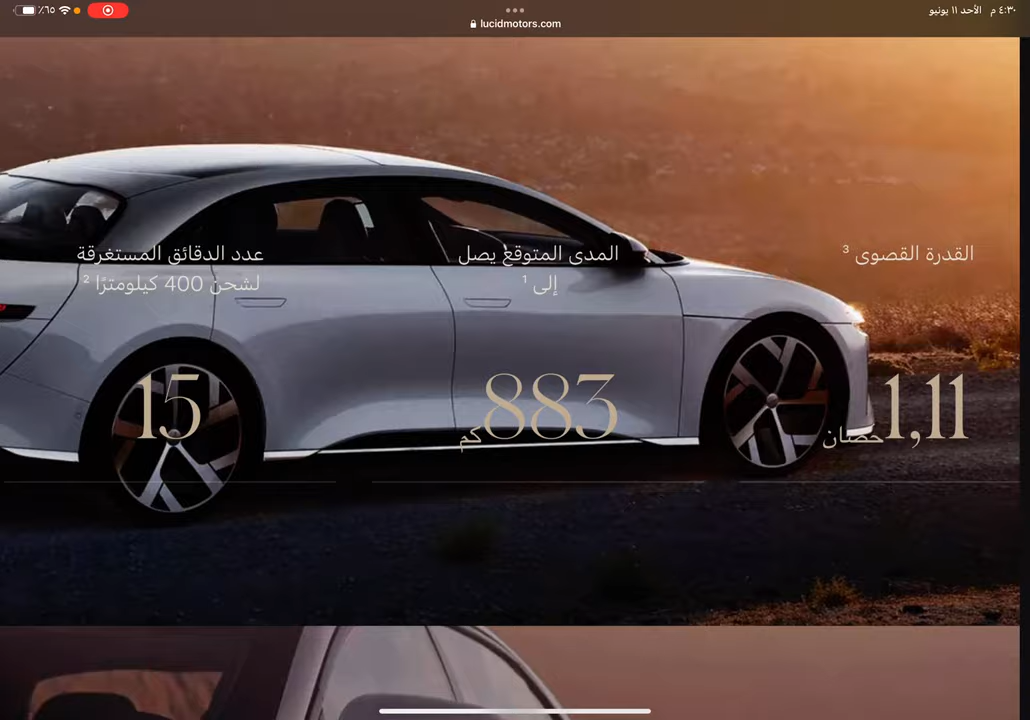 ٤:٣٠ م الأحد ١١ يونيو
٪٦٥
lucidmotors.com
القدرة القصوى ³
1,11 حصان
المدى المتوقع يصل
إلى ¹
883 كم
عدد الدقائق المستغرقة
لشحن 400 كيلومترًا ²
15